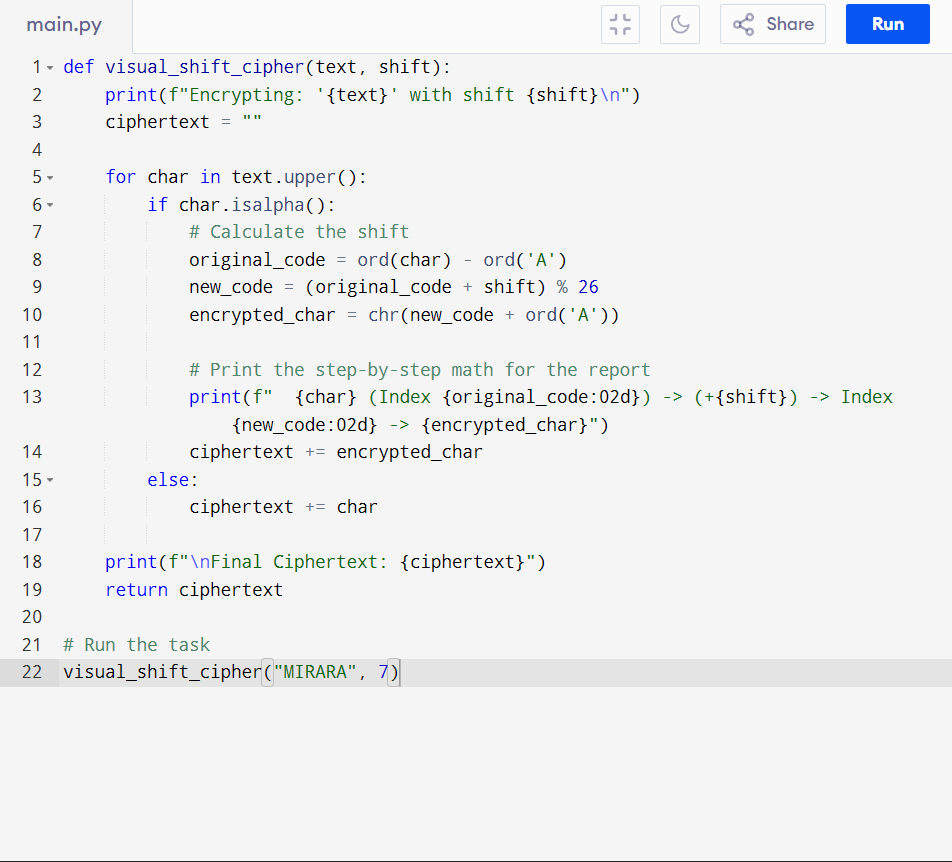 main.py
Share
Run
1 def visual_shift_cipher(text, shift):
2     print(f"Encrypting: '{text}' with shift {shift}\n")
3     ciphertext = ""
4
5     for char in text.upper():
6         if char.isalpha():
7             # Calculate the shift
8             original_code = ord(char) - ord('A')
9             new_code = (original_code + shift) % 26
10             encrypted_char = chr(new_code + ord('A'))
11
12             # Print the step-by-step math for the report
13             print(f"  {char} (Index {original_code:02d}) -> (+{shift}) -> Index
                {new_code:02d} -> {encrypted_char}")
14             ciphertext += encrypted_char
15         else:
16             ciphertext += char
17
18     print(f"\nFinal Ciphertext: {ciphertext}")
19     return ciphertext
20
21 # Run the task
22 visual_shift_cipher("MIRARA", 7)